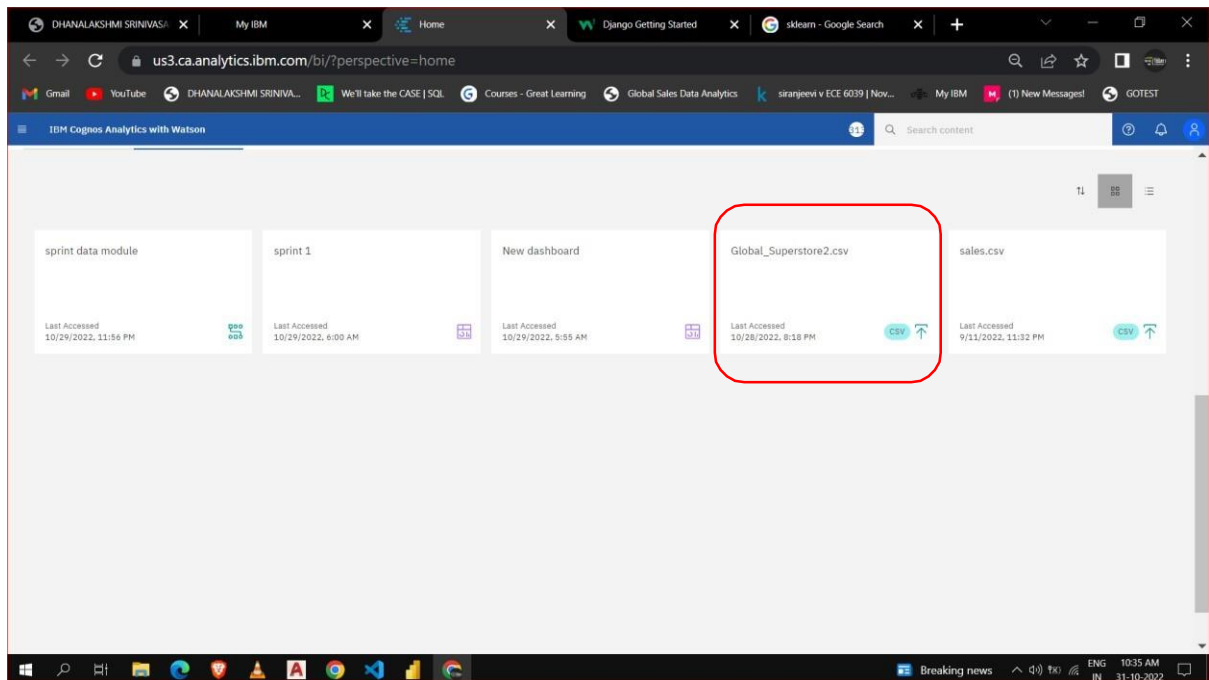 DHANALAKSHMI SRINIVASA
My IBM
Home
Django Getting Started
sklearn - Google Search
us3.ca.analytics.ibm.com/bi/?perspective=home
Gmail
YouTube
DHANALAKSHMI SRINIVA...
We'll take the CASE | SQL
Courses - Great Learning
Global Sales Data Analytics
siranjeevi v ECE 6039 | Nov...
My IBM
(1) New Messages!
GOTEST
IBM Cognos Analytics with Watson
Search content
sprint data module
Last Accessed
10/29/2022, 11:56 PM
sprint 1
Last Accessed
10/29/2022, 6:00 AM
New dashboard
Last Accessed
10/29/2022, 5:55 AM
Global_Superstore2.csv
Last Accessed
10/28/2022, 8:18 PM
CSV
sales.csv
Last Accessed
9/11/2022, 11:32 PM
CSV
Breaking news
ENG
IN
10:35 AM
31-10-2022